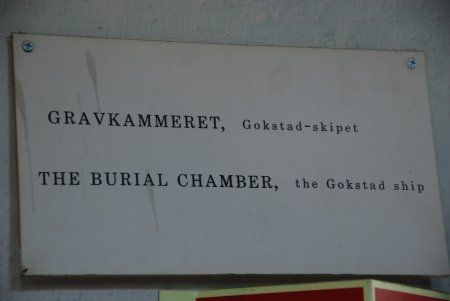 GRAVKAMMERET, Gokstad-skipet
THE BURIAL CHAMBER, the Gokstad ship